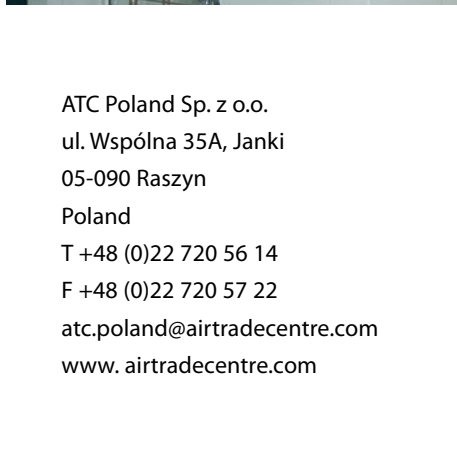 ATC Poland Sp. z o.o.
ul. Wspólna 35A, Janki
05-090 Raszyn
Poland
T +48 (0)22 720 56 14
F +48 (0)22 720 57 22
atc.poland@airtradecentre.com
www. airtradecentre.com